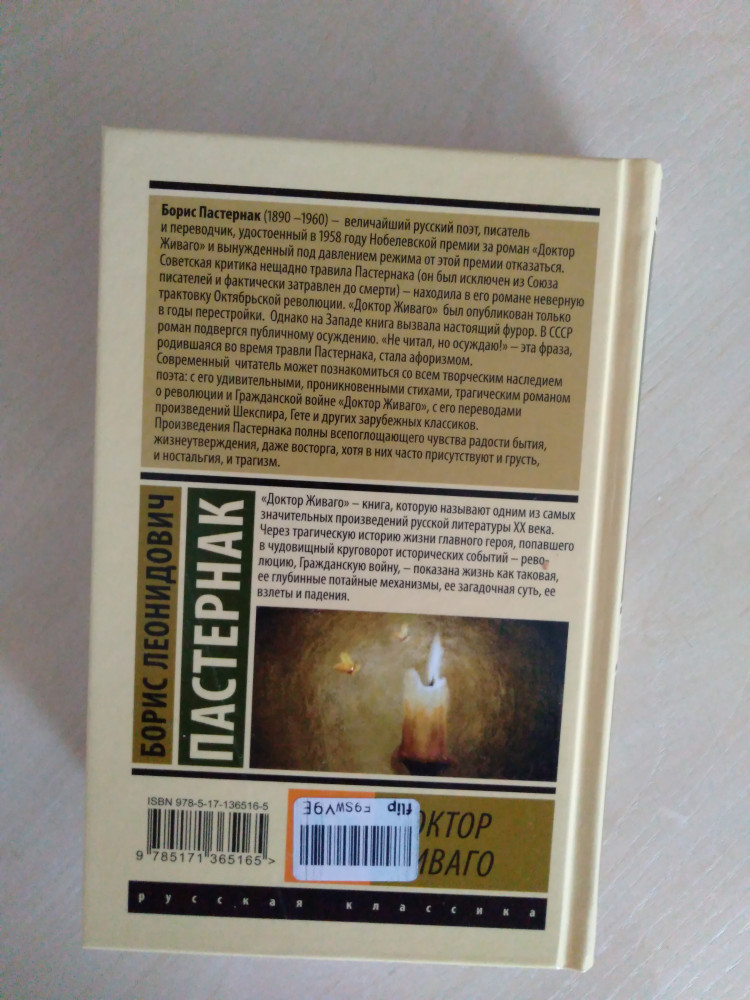 Борис Пастернак (1890 –1960) – величайший русский поэт, писатель
и переводчик, удостоенный в 1958 году Нобелевской премии за роман «Доктор
Живаго» и вынужденный под давлением режима от этой премии отказаться.
Советская критика нещадно травила Пастернака (он был исключен из Союза
писателей и фактически затравлен до смерти) – находила в его романе неверную
трактовку Октябрьской революции. «Доктор Живаго» был опубликован только
в годы перестройки. Однако на Западе книга вызвала настоящий фурор. В СССР
роман подвергся публичному осуждению. «Не читал, но осуждаю!» – эта фраза,
родившаяся во время травли Пастернака, стала афоризмом.
Современный читатель может познакомиться со всем творческим наследием
поэта: с его удивительными, проникновенными стихами, трагическим романом
о революции и Гражданской войне «Доктор Живаго», с его переводами
произведений Шекспира, Гете и других зарубежных классиков.
Произведения Пастернака полны всепоглощающего чувства радости бытия,
жизнеутверждения, даже восторга, хотя в них часто присутствуют и грусть,
и ностальгия, и трагизм.
БОРИС ЛЕОНИДОВИЧ
ПАСТЕРНАК
«Доктор Живаго» – книга, которую называют одним из самых
значительных произведений русской литературы XX века.
Через трагическую историю жизни главного героя, попавшего
в чудовищный круговорот исторических событий – рево-
люцию, Гражданскую войну, – показана жизнь как таковая,
ее глубинные потайные механизмы, ее загадочная суть, ее
взлеты и падения.
ISBN 978-5-17-136516-5
9 785171 365165 >
flip F9SWV9E
ОКТОР
ИВАГО
русская классика